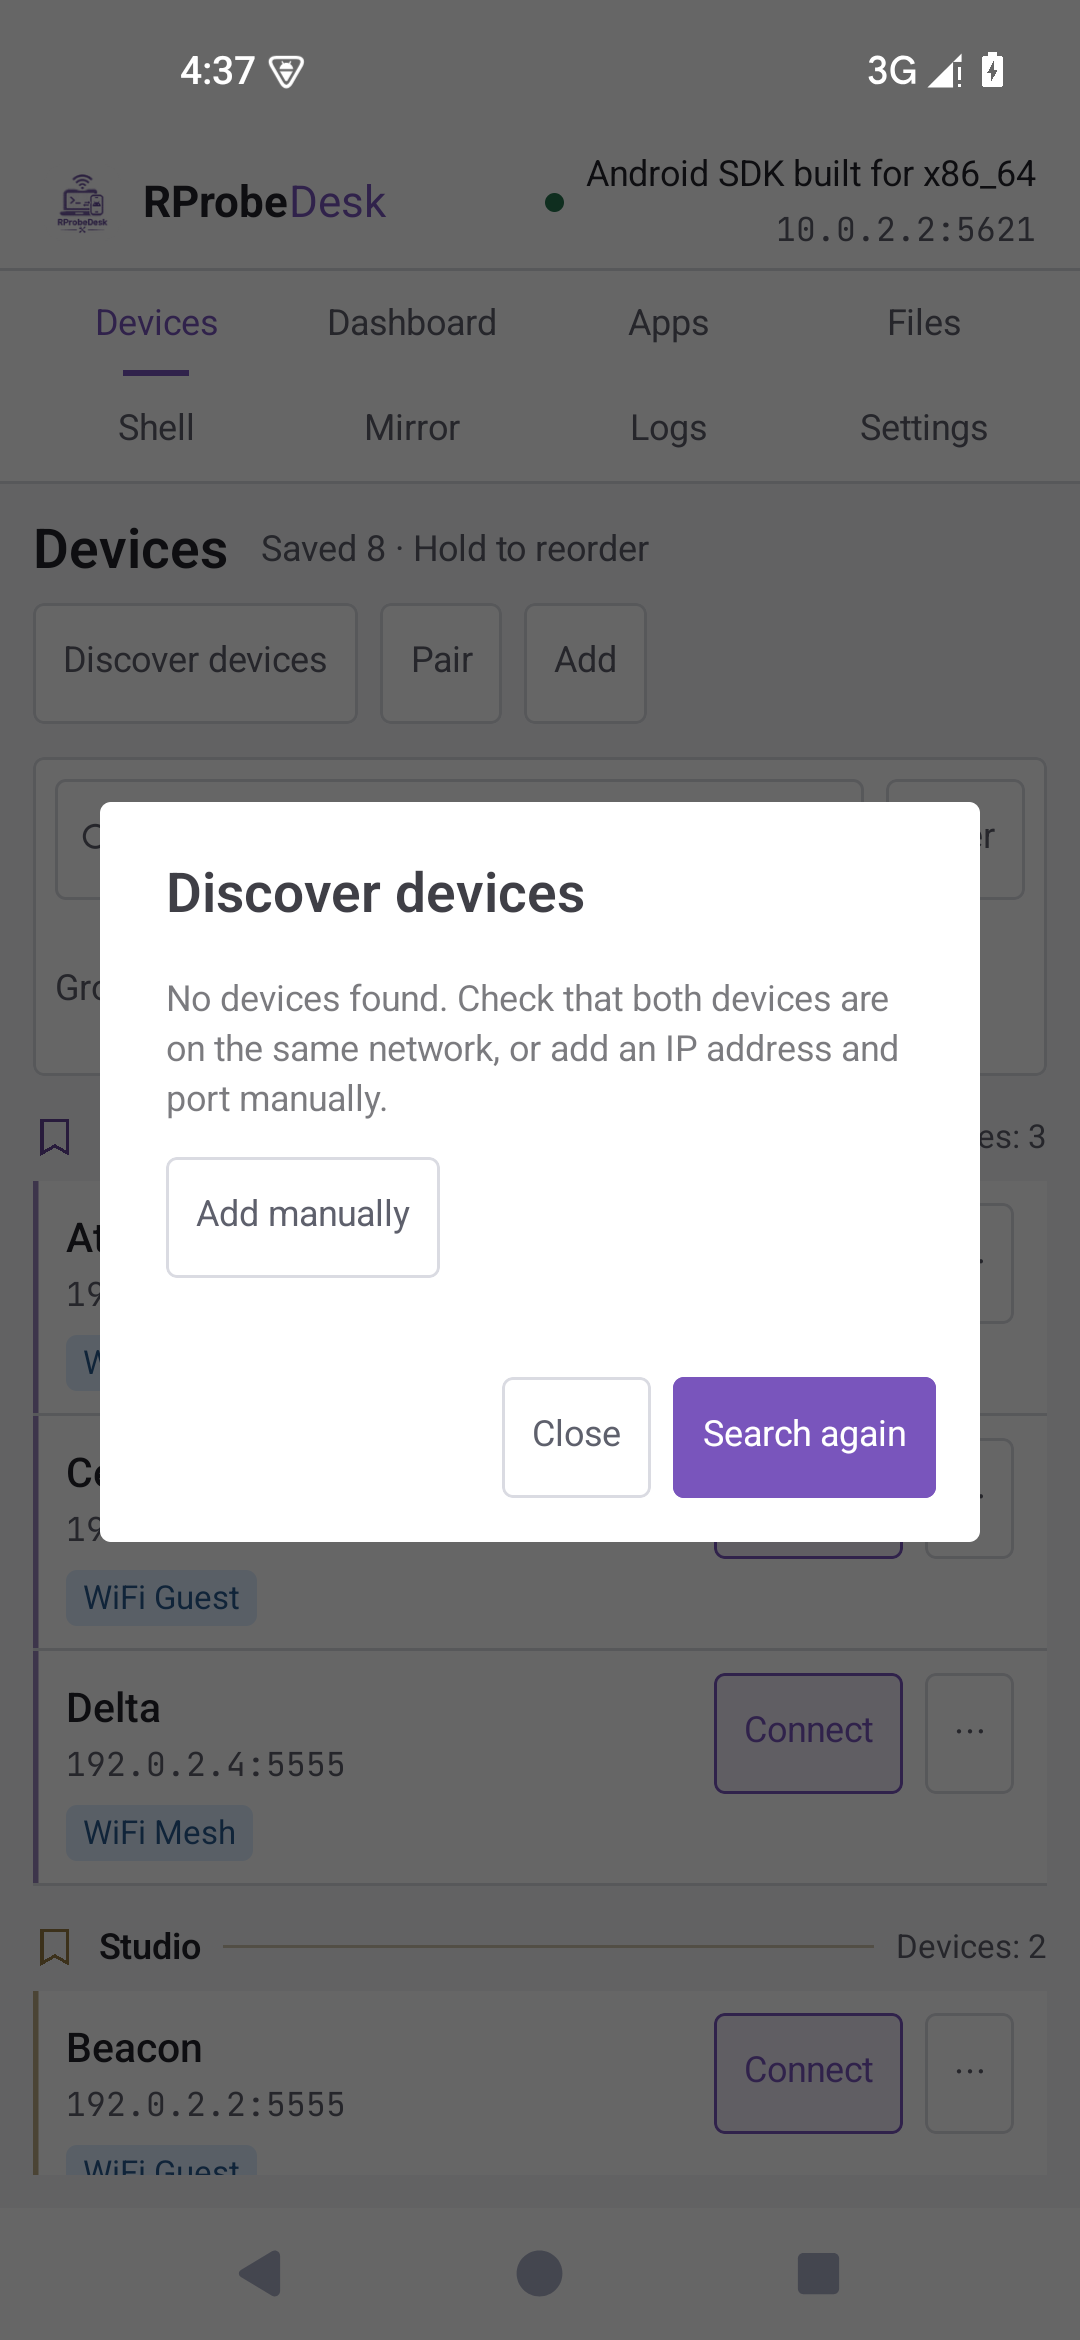 4:37
3G
RProbeDesk
Android SDK built for x86_64
10.0.2.2:5621
Devices
Dashboard
Apps
Files
Shell
Mirror
Logs
Settings
Devices
Saved 8 · Hold to reorder
Discover devices
Pair
Add
Discover devices
No devices found. Check that both devices are
on the same network, or add an IP address and
port manually.
Add manually
Close
Search again
WiFi Guest
Delta
192.0.2.4:5555
WiFi Mesh
Connect
...
Studio
Devices: 2
Beacon
192.0.2.2:5555
Connect
...
WiFi Guest